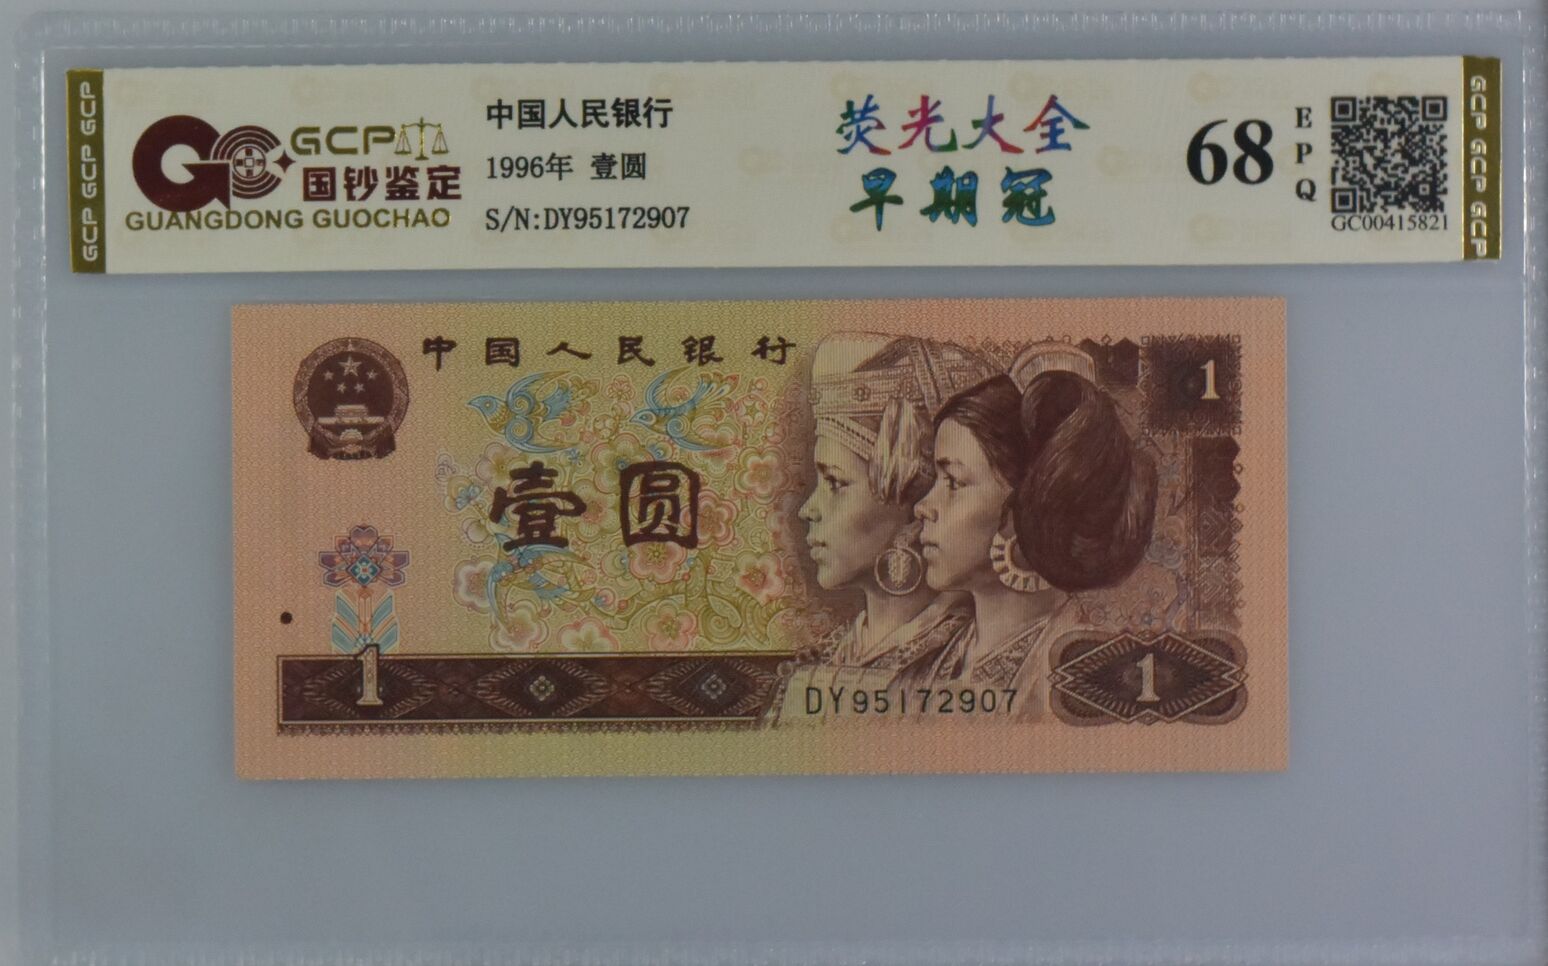 GCP GCP GCP
GCP
国钞鉴定
GUANGDONG GUOCHAO
中国人民银行
1996年 壹圆
S/N:DY95172907
荧光大全
早期冠
68
EPQ
GC00415821
GCP GCP GCP
中国人民银行
1
壹圆
1
DY95172907
1